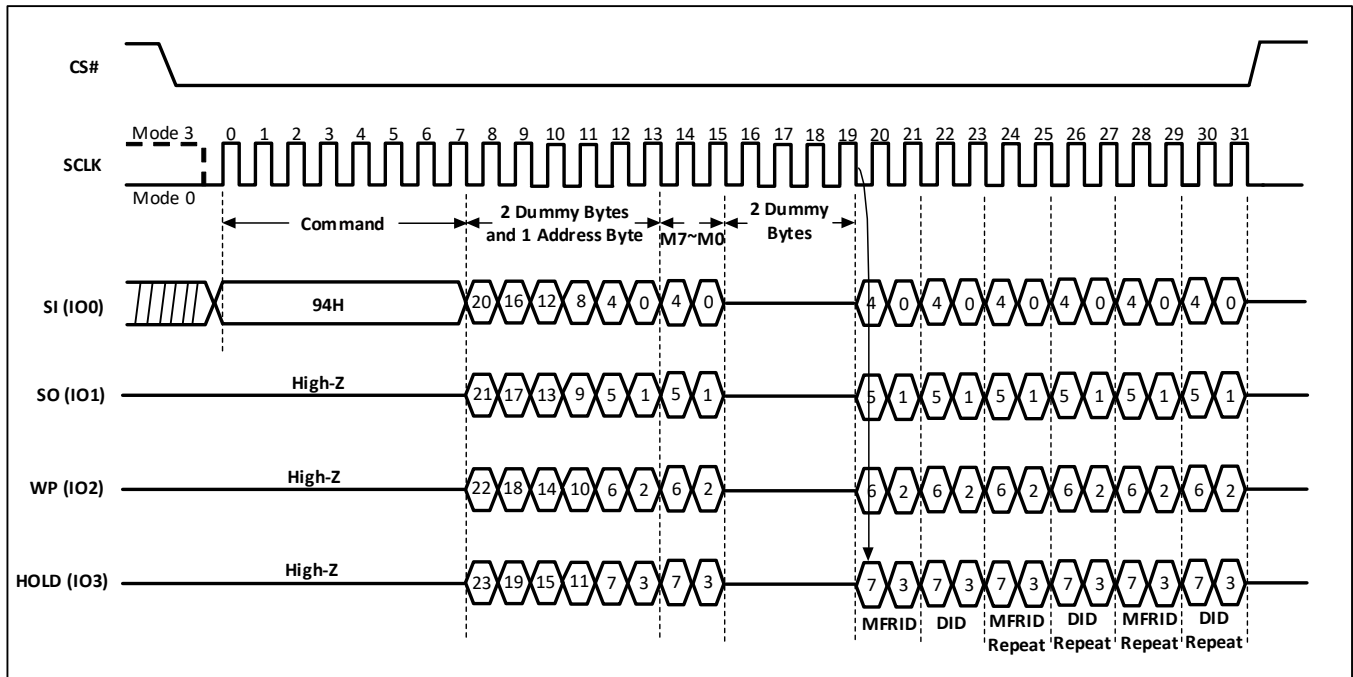 CS#
Mode 3
0 1 2 3 4 5 6 7 8 9 10 11 12 13 14 15 16 17 18 19 20 21 22 23 24 25 26 27 28 29 30 31
SCLK
Mode 0
Command
2 Dummy Bytes
and 1 Address Byte
M7~M0
2 Dummy
Bytes
SI (IO0) 94H 20 16 12 8 4 0 4 0 4 0 4 0 4 0 4 0 4 0 4 0
SO (IO1) High-Z 21 17 13 9 5 1 5 1 5 1 5 1 5 1 5 1 5 1 5 1
WP (IO2) High-Z 22 18 14 10 6 2 6 2 6 2 6 2 6 2 6 2 6 2 6 2
HOLD (IO3) High-Z 23 19 15 11 7 3 7 3 7 3 7 3 7 3 7 3 7 3 7 3
MFRID DID MFRID DID MFRID DID
Repeat Repeat Repeat Repeat